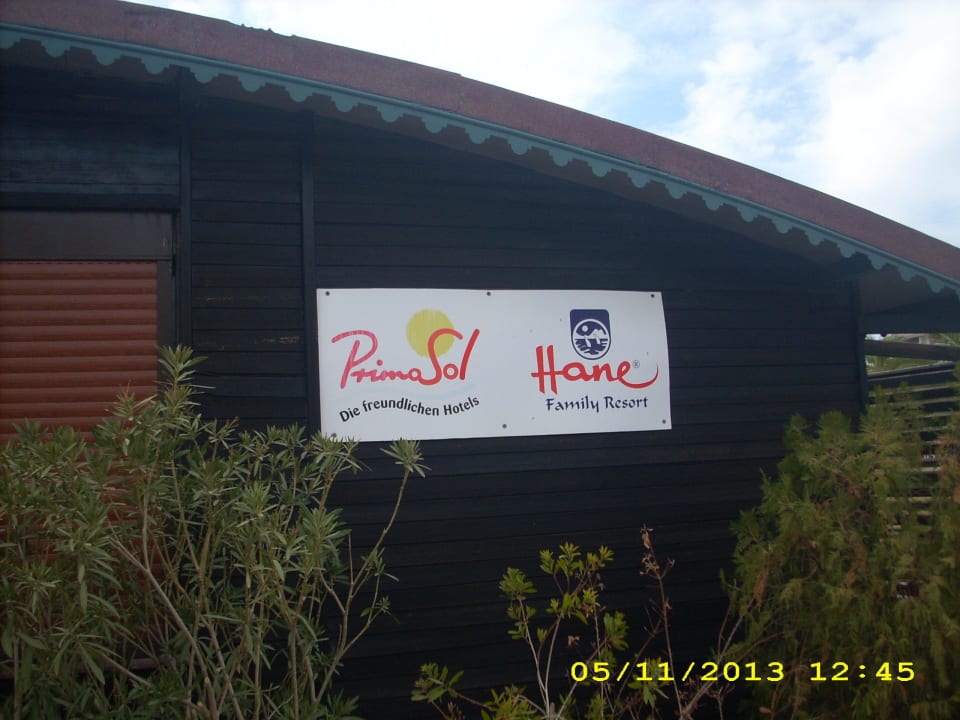 PrimaSol
Die freundlichen Hotels
Hane®
Family Resort
05/11/2013 12:45